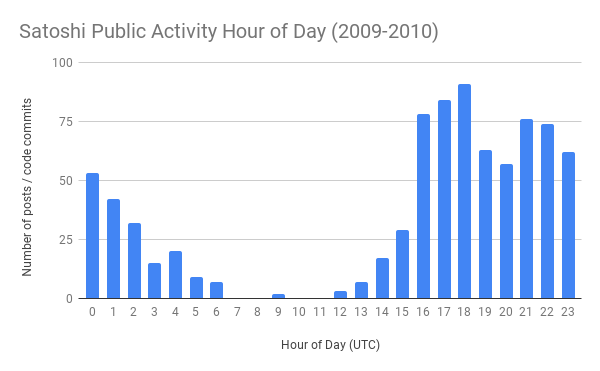 Satoshi Public Activity Hour of Day (2009-2010)
Number of posts / code commits
100
75
50
25
0
0 1 2 3 4 5 6 7 8 9 10 11 12 13 14 15 16 17 18 19 20 21 22 23
Hour of Day (UTC)